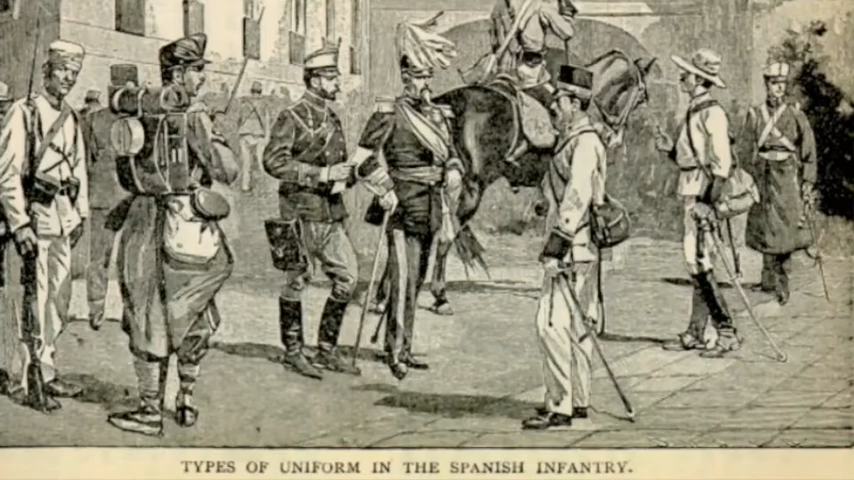 TYPES OF UNIFORM IN THE SPANISH INFANTRY.